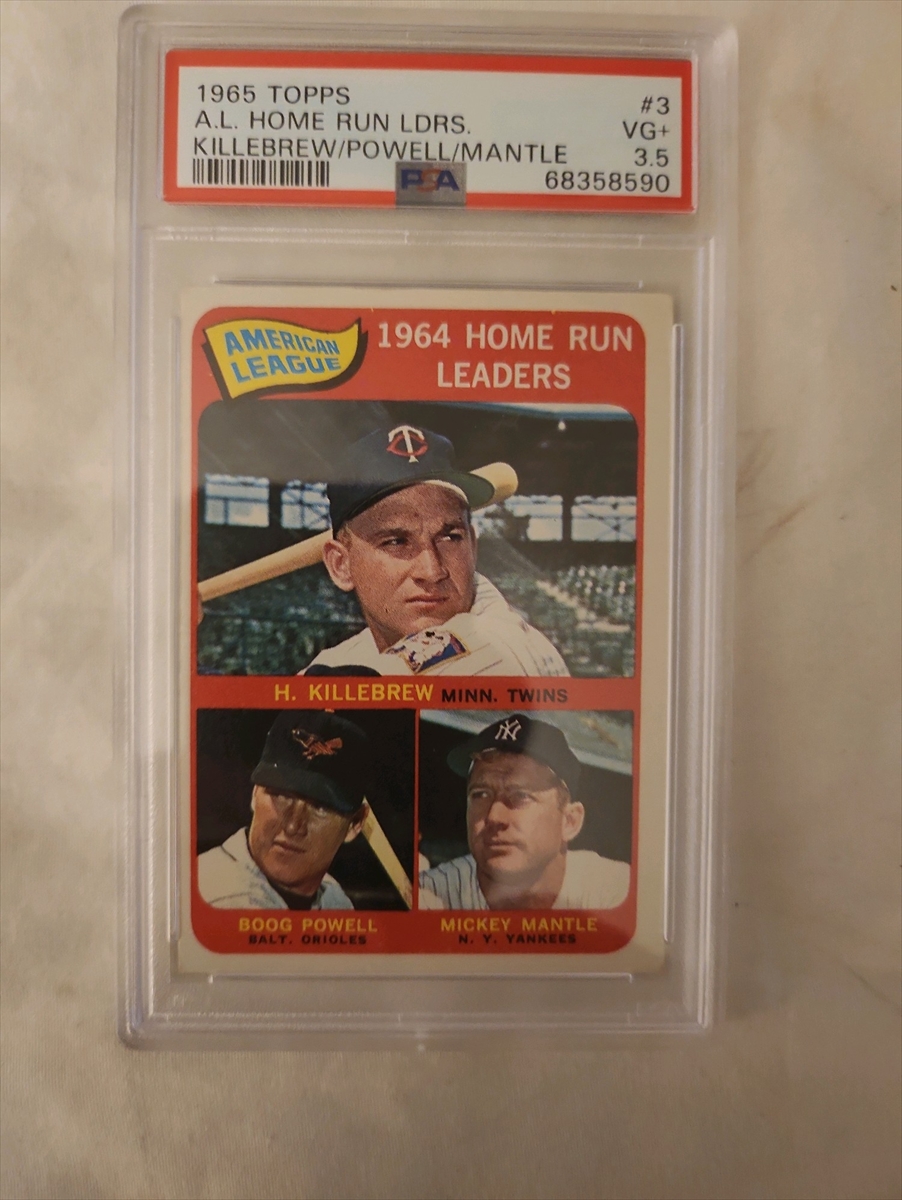 1965 TOPPS #3
A.L. HOME RUN LDRS. VG+
KILLEBREW/POWELL/MANTLE 3.5
PSA 68358590
AMERICAN
LEAGUE
1964 HOME RUN
LEADERS
T C
H. KILLEBREW MINN. TWINS
NY
BOOG POWELL
BALT. ORIOLES
MICKEY MANTLE
N. Y. YANKEES